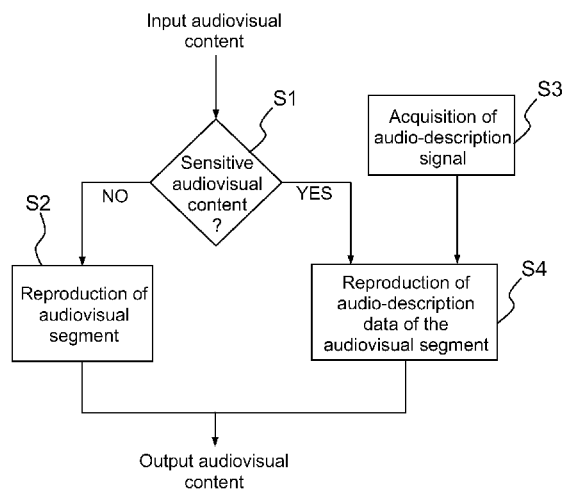 Input audiovisual
content
S1
S3
Acquisition of
audio-description
signal
Sensitive
audiovisual
content
?
NO
YES
S2
S4
Reproduction of
audiovisual
segment
Reproduction of
audio-description
data of the
audiovisual segment
Output audiovisual
content